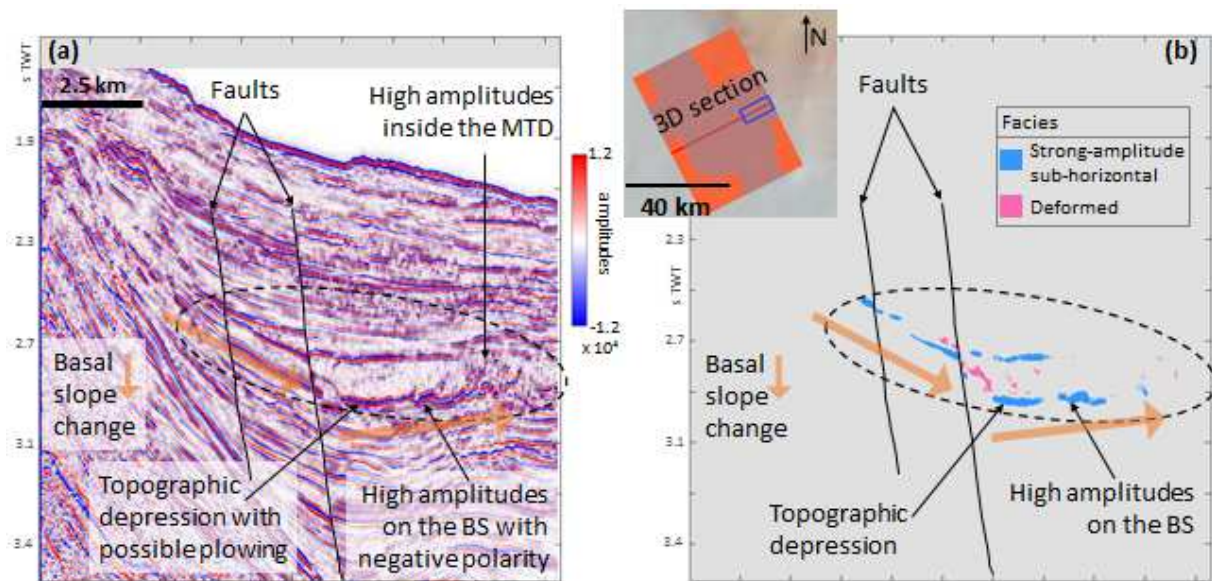 (a)
s TWT
2.5 km
1.9
2.3
2.7
3.1
3.4
Faults
High amplitudes
inside the MTD
1.2
amplitudes
-1.2
x 10⁴
Basal
slope
change
Topographic
depression with
possible plowing
High amplitudes
on the BS with
negative polarity
N
3D section
40 km
(b)
Faults
Facies
Strong-amplitude
sub-horizontal
Deformed
2.3
s TWT
2.7
3.1
3.4
Basal
slope
change
Topographic
depression
High amplitudes
on the BS